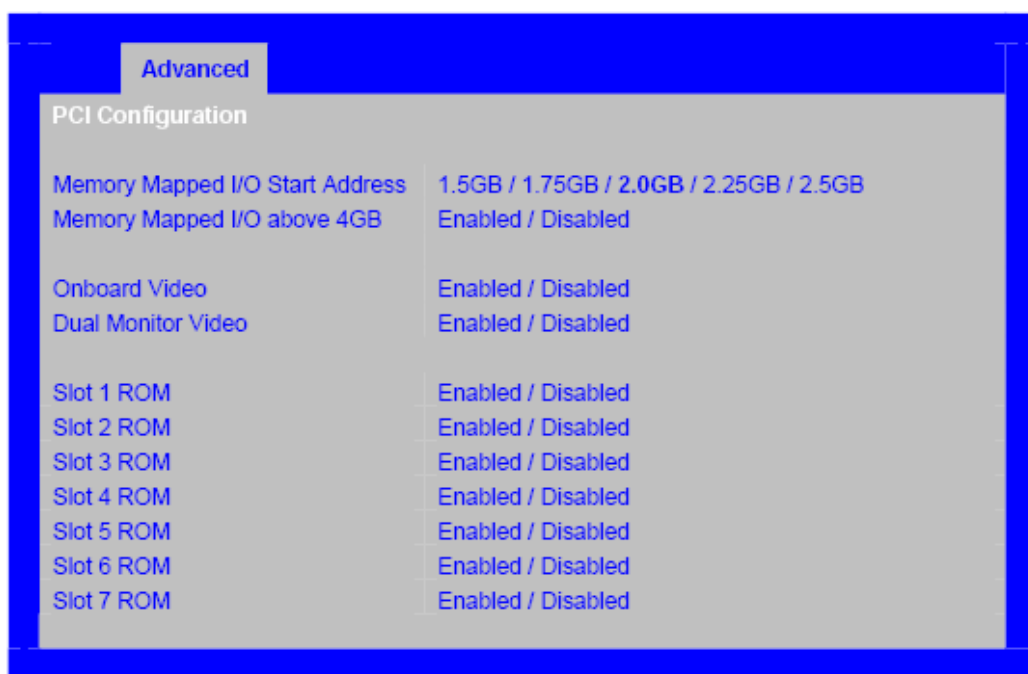 Advanced
PCI Configuration
Memory Mapped I/O Start Address 1.5GB / 1.75GB / 2.0GB / 2.25GB / 2.5GB
Memory Mapped I/O above 4GB Enabled / Disabled
Onboard Video Enabled / Disabled
Dual Monitor Video Enabled / Disabled
Slot 1 ROM Enabled / Disabled
Slot 2 ROM Enabled / Disabled
Slot 3 ROM Enabled / Disabled
Slot 4 ROM Enabled / Disabled
Slot 5 ROM Enabled / Disabled
Slot 6 ROM Enabled / Disabled
Slot 7 ROM Enabled / Disabled